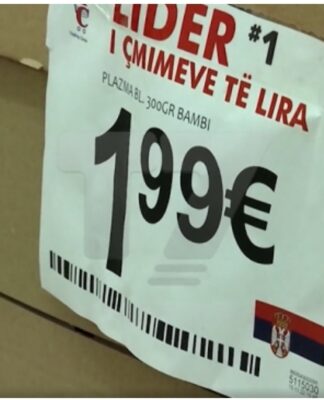 LIDER #1
I ÇMIMEVE TË LIRA
PLAZMA BL. 300GR BAMBI
1 99€